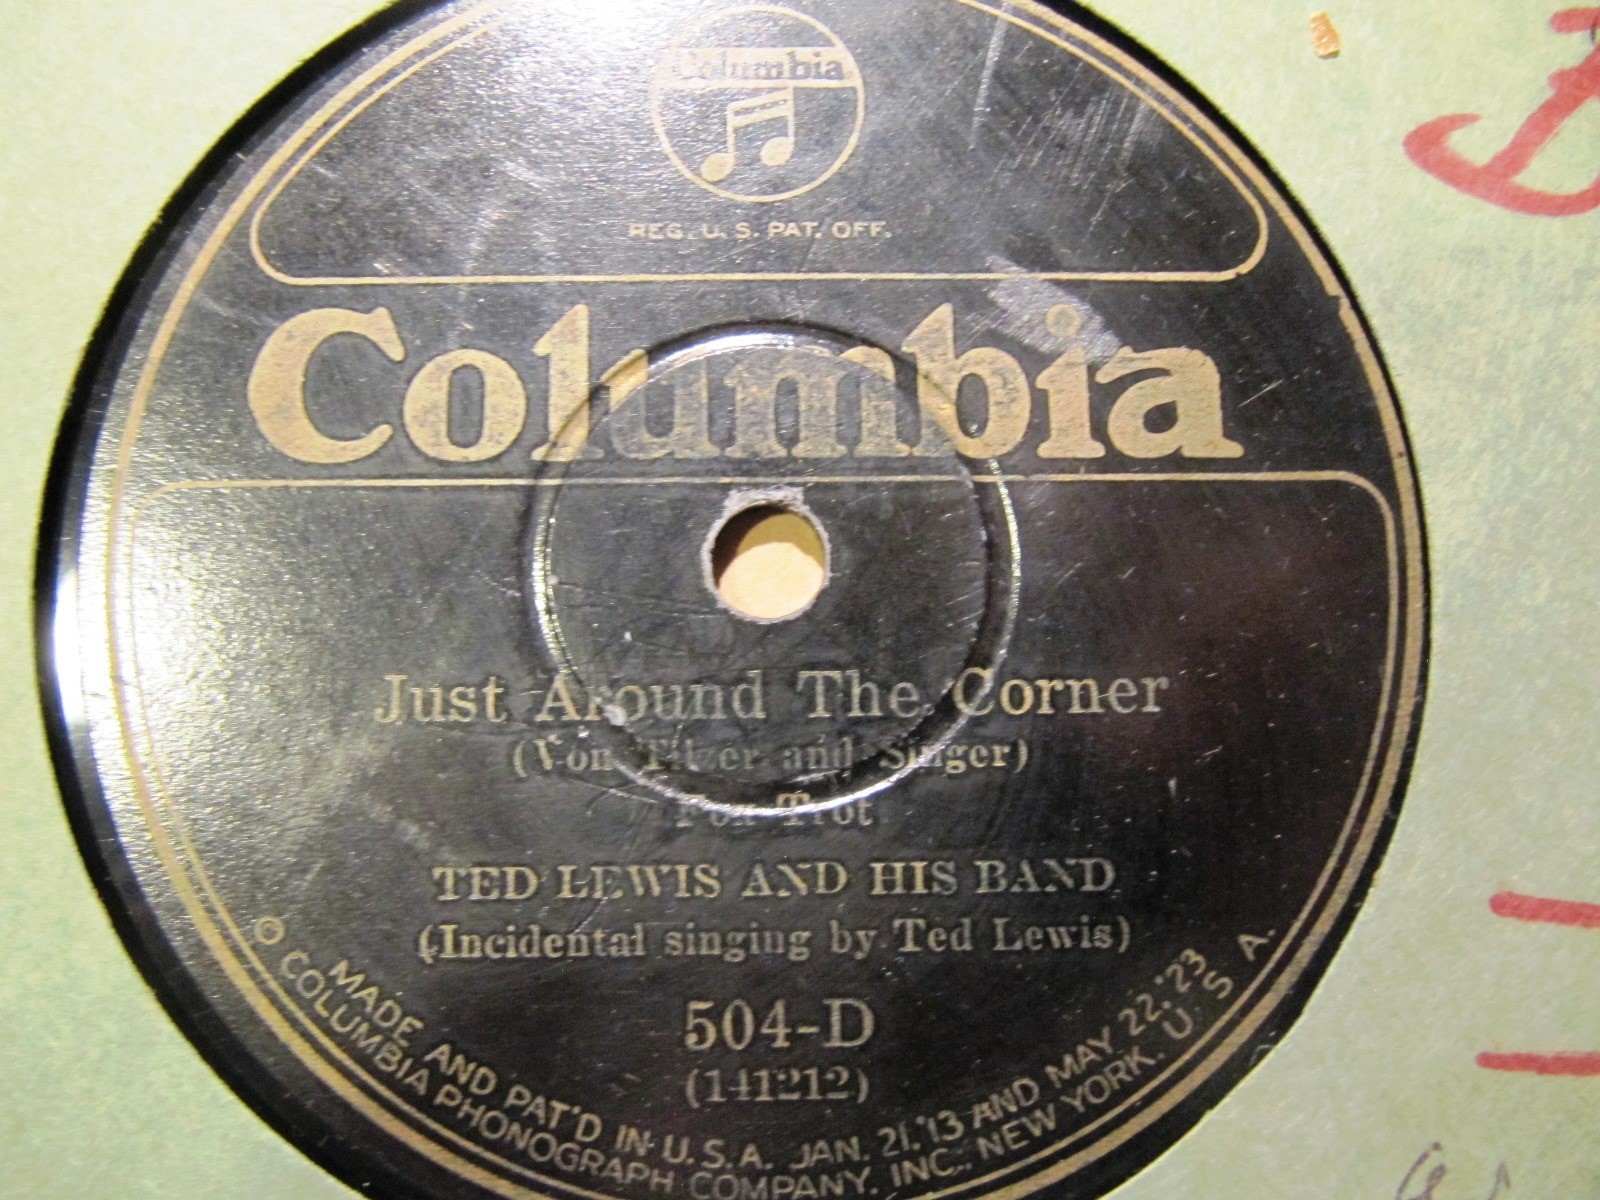 Columbia
REG. U. S. PAT. OFF.
Columbia
Just Around The Corner
(Von Tilzer and Singer)
Fox Trot
TED LEWIS AND HIS BAND
(Incidental singing by Ted Lewis)
504-D
(141212)
MADE AND PAT'D IN U.S.A. JAN. 21,'13 AND MAY 22,'23
© COLUMBIA PHONOGRAPH COMPANY, INC., NEW YORK, U. S. A.